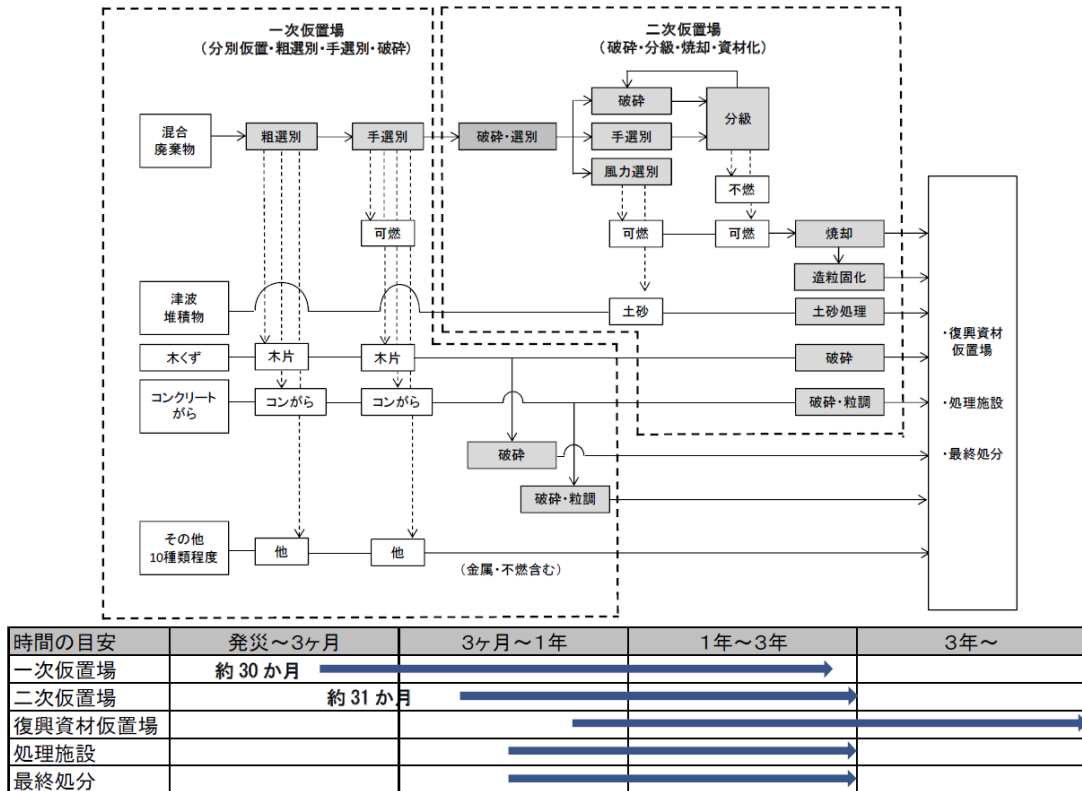 一次仮置場
（分別仮置・粗選別・手選別・破砕）
二次仮置場
（破砕・分級・焼却・資材化）
混合
廃棄物
粗選別
手選別
破砕・選別
破砕
手選別
風力選別
分級
不燃
可燃
可燃
可燃
焼却
造粒固化
津波
堆積物
土砂
土砂処理
木くず
木片
木片
破砕
コンクリート
がら
コンがら
コンがら
破砕・粒調
破砕
破砕・粒調
その他
10種類程度
他
他
（金属・不燃含む）
・復興資材
仮置場
・処理施設
・最終処分
時間の目安 発災～3ヶ月 3ヶ月～1年 1年～3年 3年～
一次仮置場 約30か月
二次仮置場 約31か月
復興資材仮置場
処理施設
最終処分